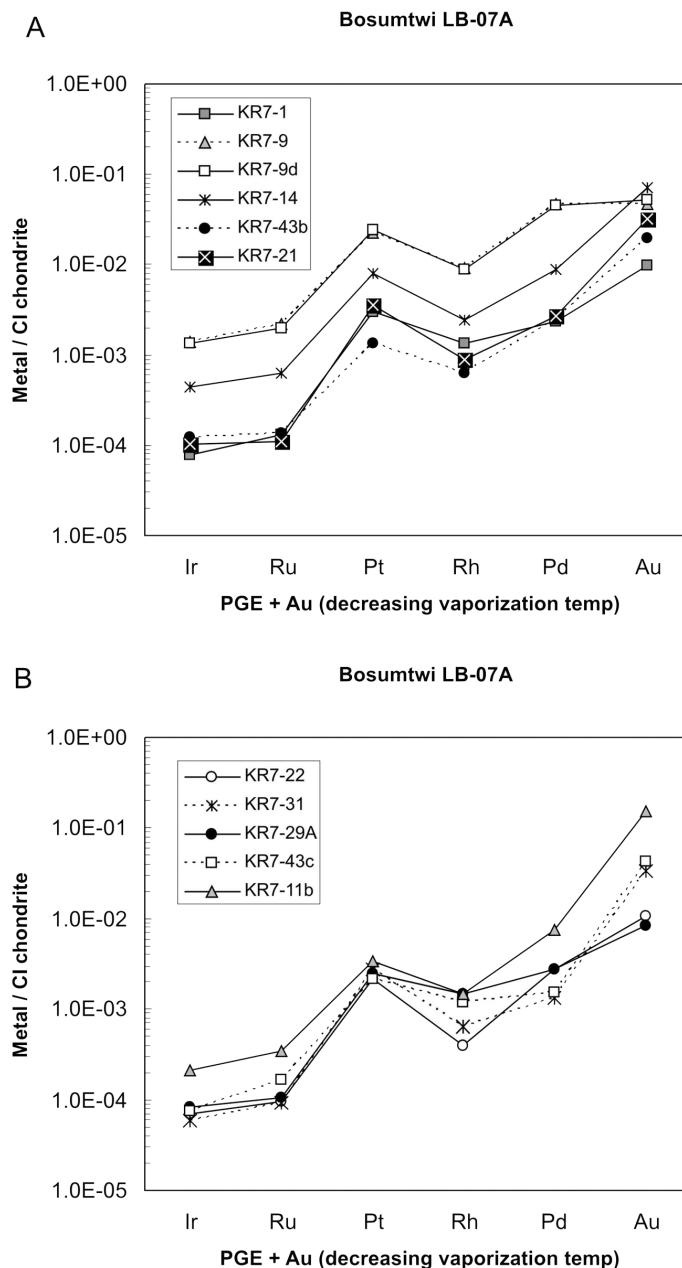 A
Bosumtwi LB-07A
Metal / CI chondrite
1.0E+00
1.0E-01
1.0E-02
1.0E-03
1.0E-04
1.0E-05
KR7-1
KR7-9
KR7-9d
KR7-14
KR7-43b
KR7-21
Ir Ru Pt Rh Pd Au
PGE + Au (decreasing vaporization temp)
B
Bosumtwi LB-07A
Metal / CI chondrite
1.0E+00
1.0E-01
1.0E-02
1.0E-03
1.0E-04
1.0E-05
KR7-22
KR7-31
KR7-29A
KR7-43c
KR7-11b
Ir Ru Pt Rh Pd Au
PGE + Au (decreasing vaporization temp)